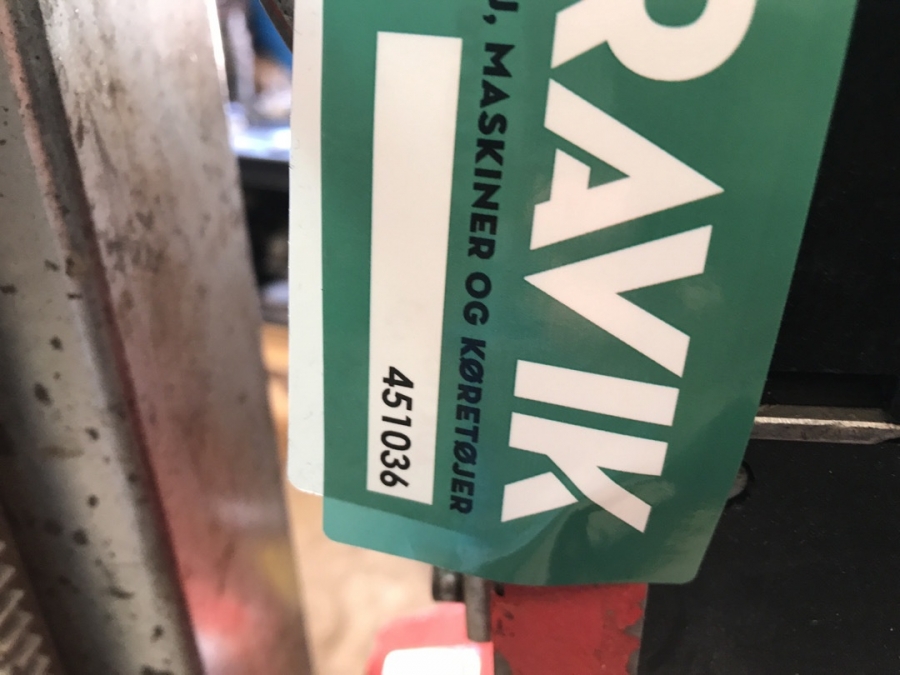 RAVIK
, MASKINER OG KØRETØJER
451036